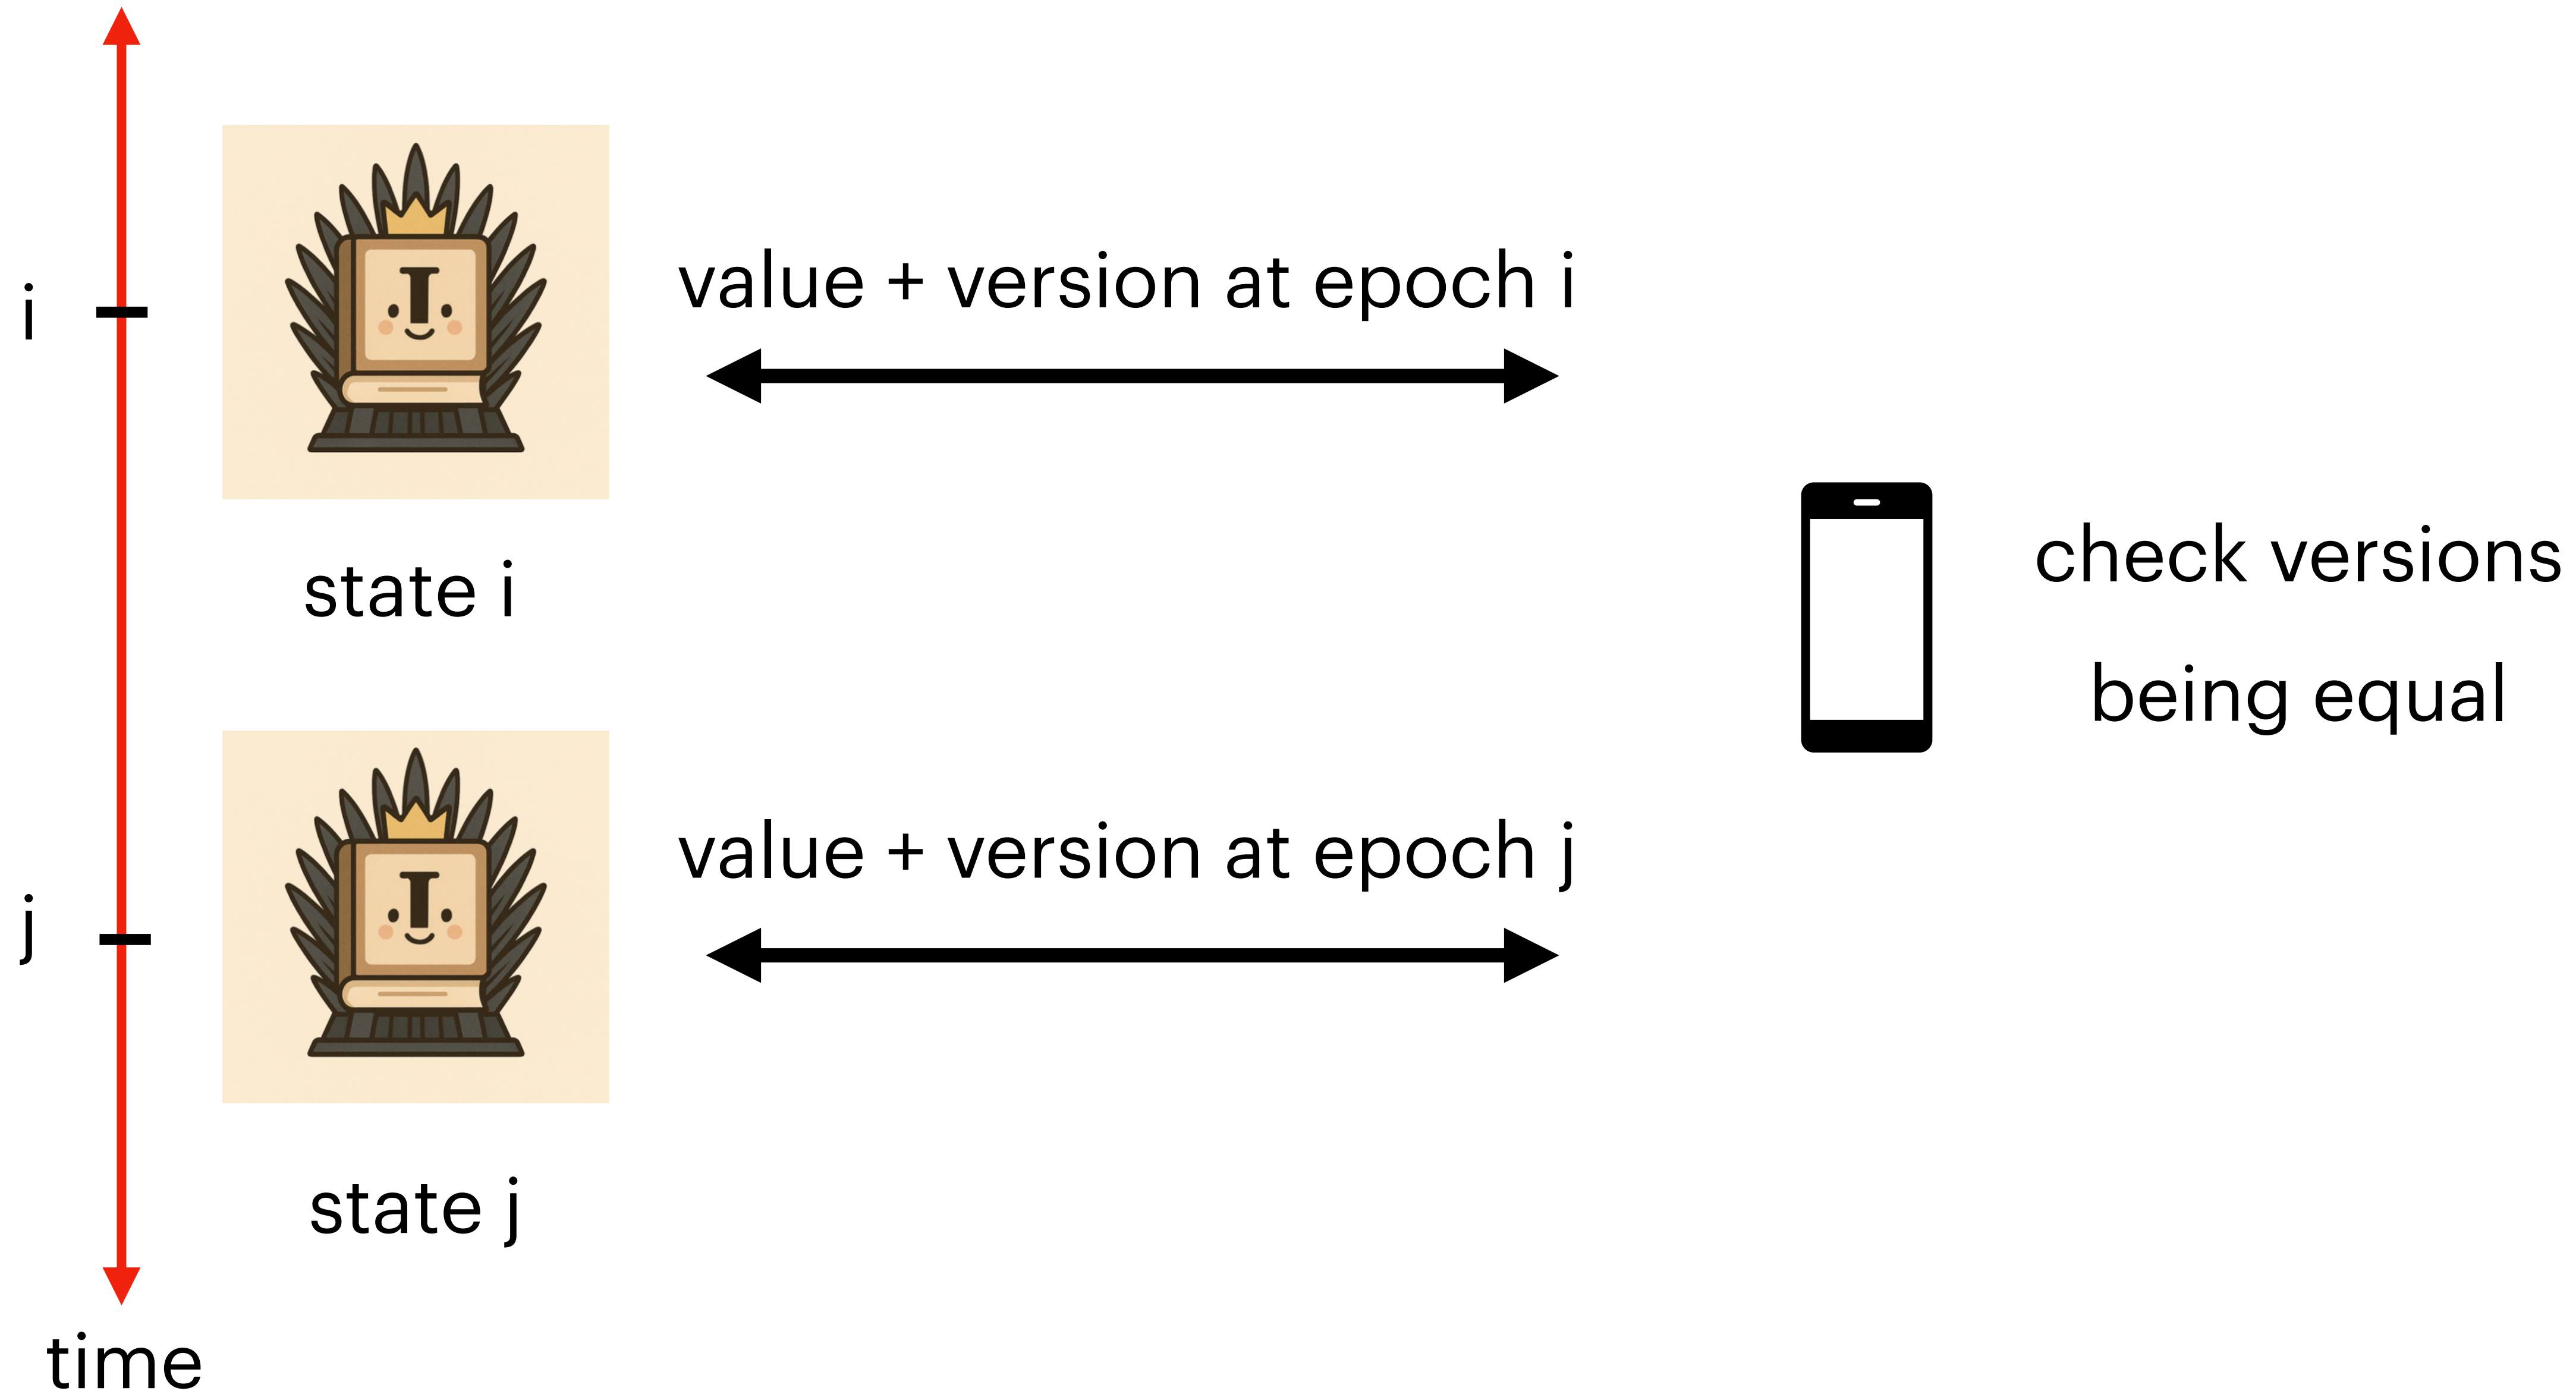 i
I
value + version at epoch i
state i
check versions
being equal
j
I
value + version at epoch j
state j
time